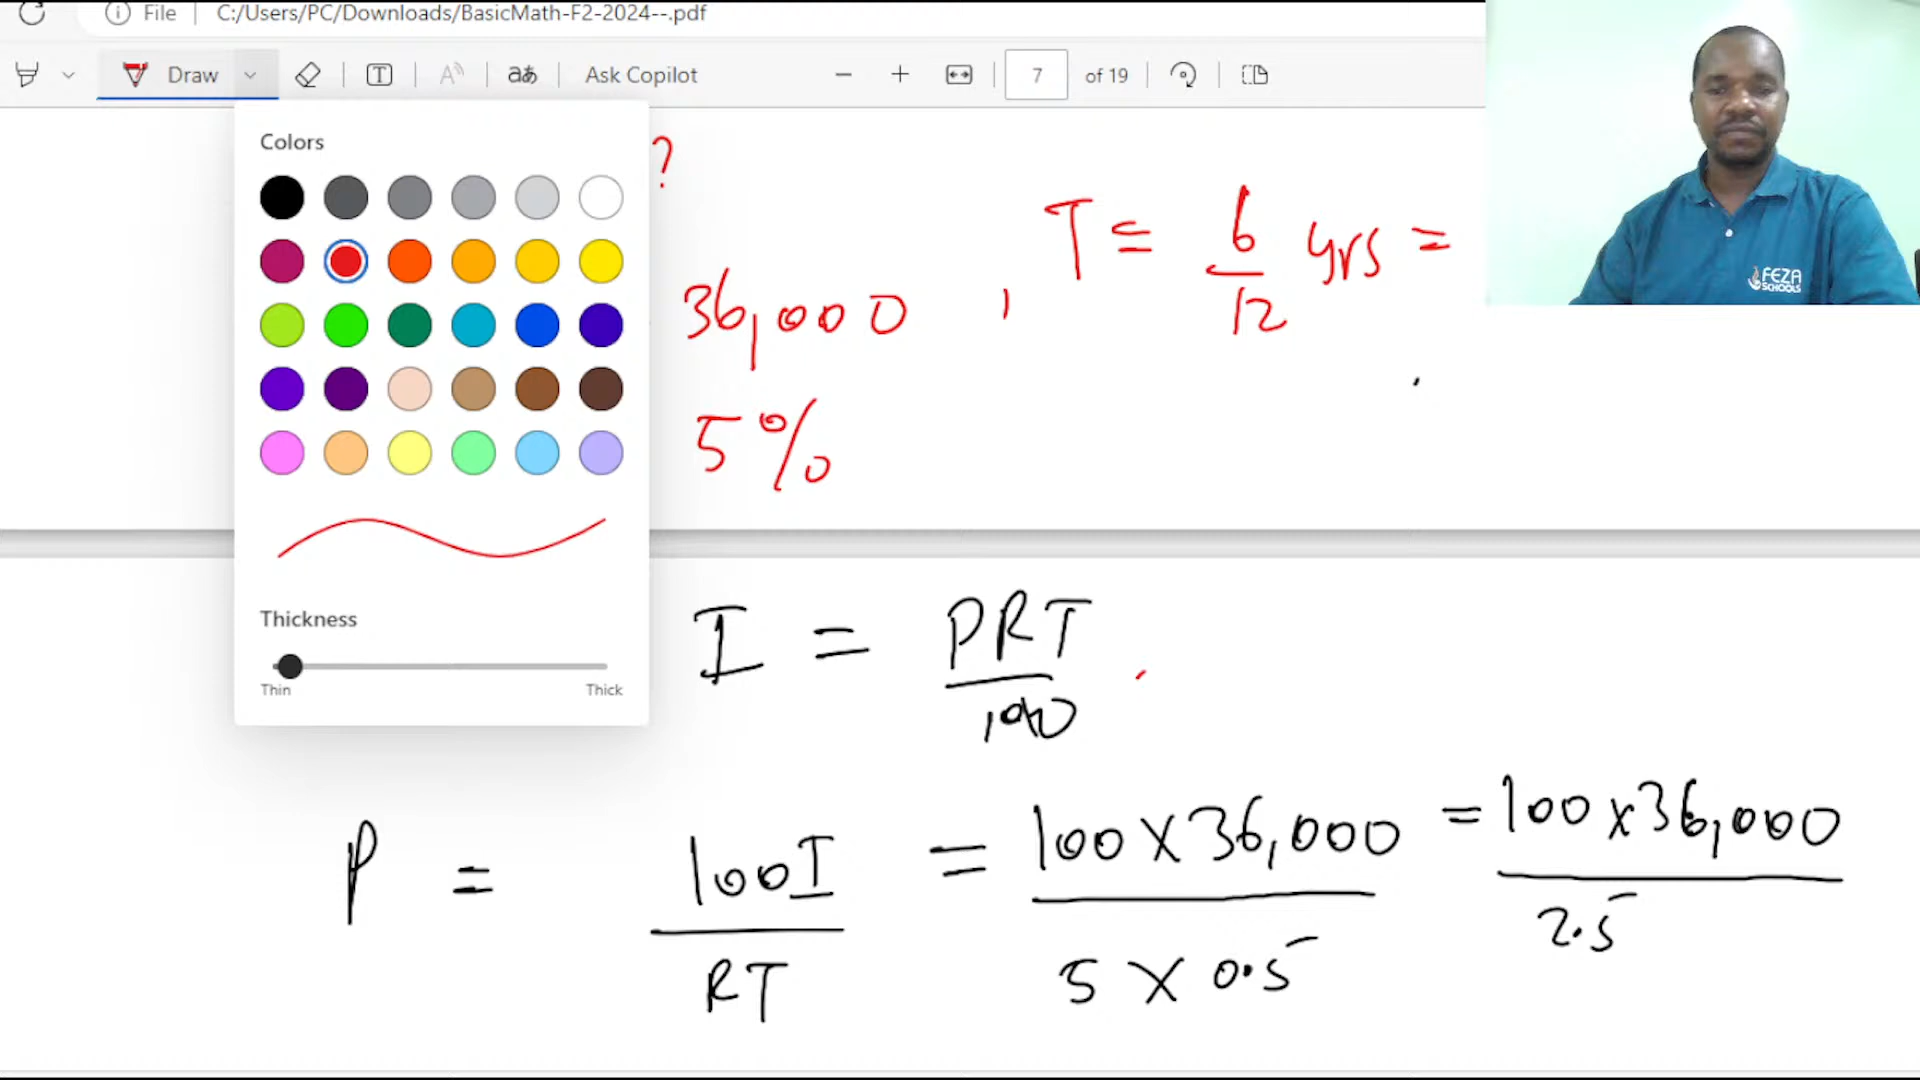 File C:/Users/PC/Downloads/BasicMath-F2-2024--.pdf
Draw T A aあ Ask Copilot 7 of 19
Colors
?
T = 6/12 yrs =
FEZA
SCHOOLS
36,000 ,
5%
Thickness
Thin Thick
I = PRT/100
P = 100I/RT = 100 X 36,000/5 X 0.5 = 100 x 36,000/2.5